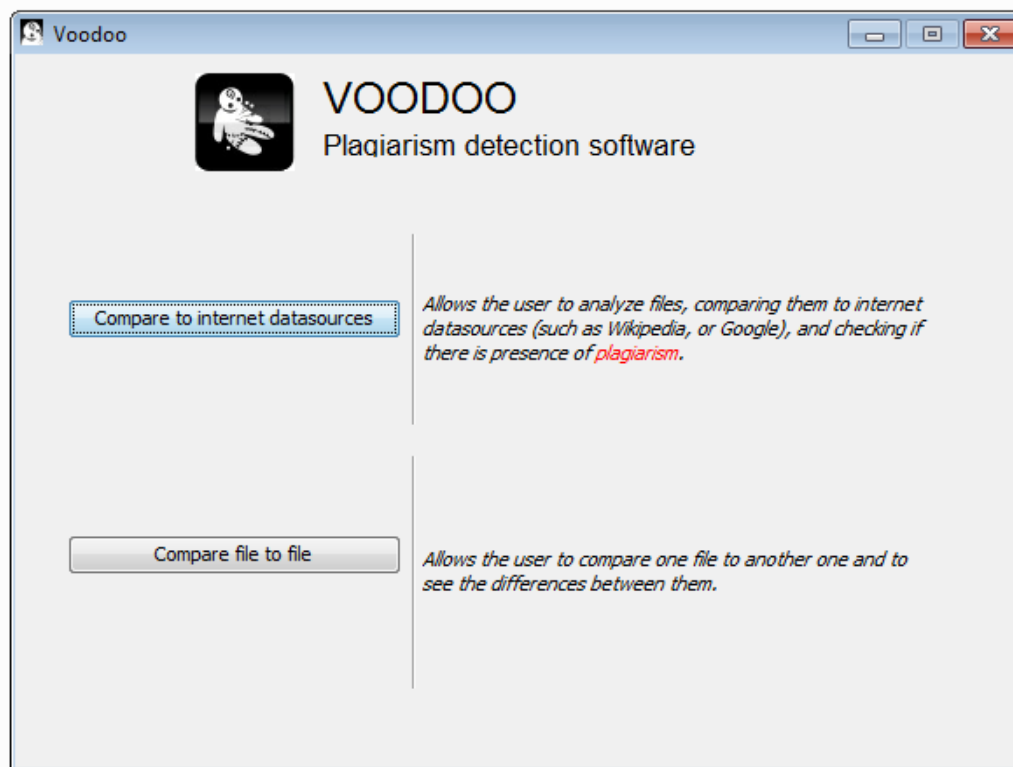 Voodoo
VOODOO
Plagiarism detection software
Compare to internet datasources
Allows the user to analyze files, comparing them to internet
datasources (such as Wikipedia, or Google), and checking if
there is presence of plagiarism.
Compare file to file
Allows the user to compare one file to another one and to
see the differences between them.